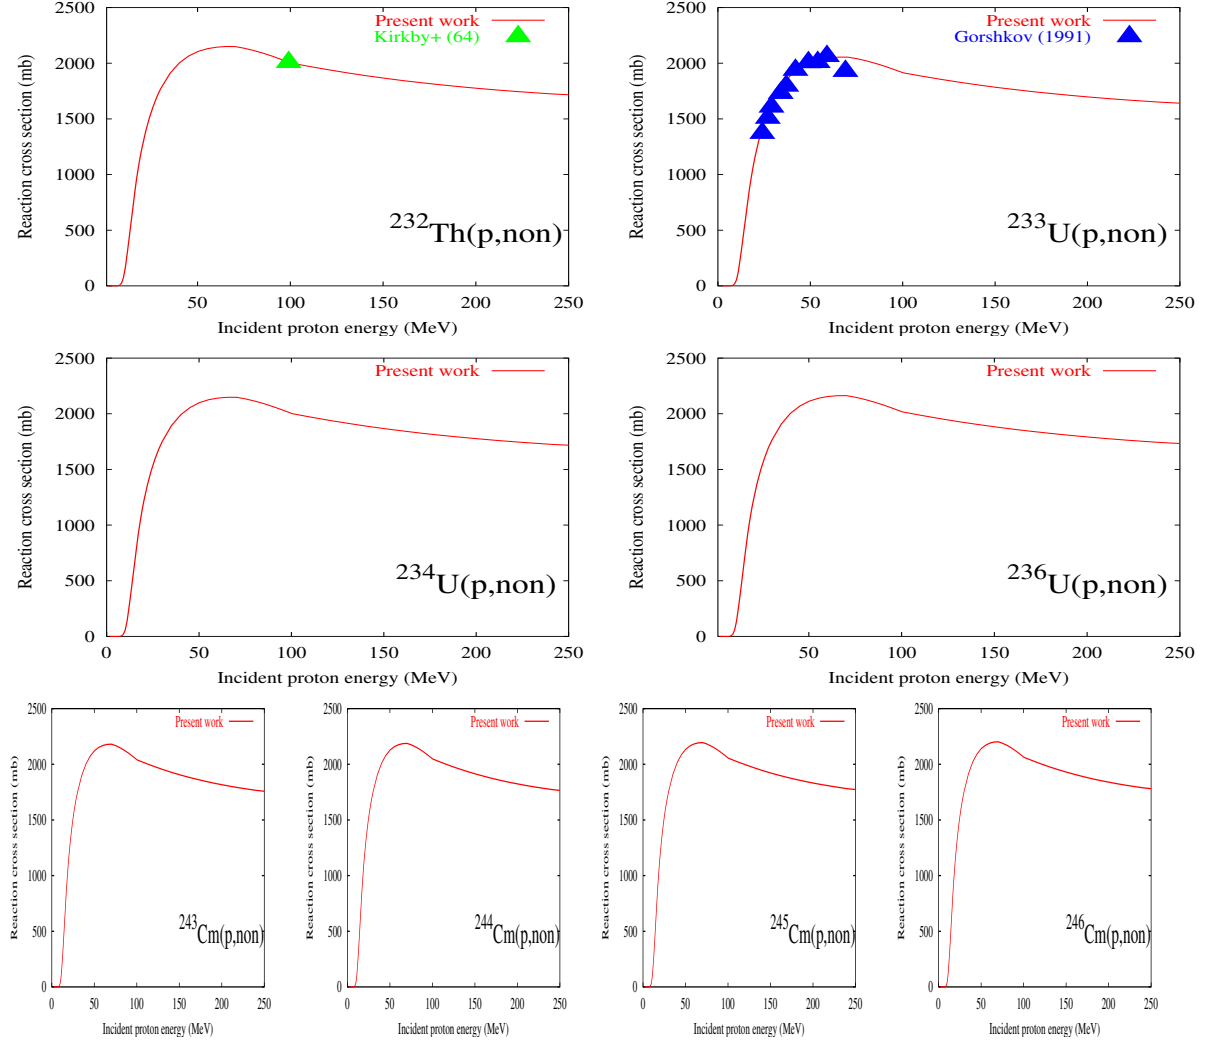 2500
2000
1500
1000
500
0
50
100
150
200
250
Reaction cross section (mb)
Incident proton energy (MeV)
Present work
Kirkby+ (64)
232Th(p,non)
2500
2000
1500
1000
500
0
0
50
100
150
200
250
Reaction cross section (mb)
Incident proton energy (MeV)
Present work
Gorshkov (1991)
233U(p,non)
2500
2000
1500
1000
500
0
0
50
100
150
200
250
Reaction cross section (mb)
Incident proton energy (MeV)
Present work
234U(p,non)
2500
2000
1500
1000
500
0
0
50
100
150
200
250
Reaction cross section (mb)
Incident proton energy (MeV)
Present work
236U(p,non)
2500
2000
1500
1000
500
0
0
50
100
150
200
250
Reaction cross section (mb)
Incident proton energy (MeV)
Present work
243Cm(p,non)
2500
2000
1500
1000
500
0
0
50
100
150
200
250
Reaction cross section (mb)
Incident proton energy (MeV)
Present work
244Cm(p,non)
2500
2000
1500
1000
500
0
0
50
100
150
200
250
Reaction cross section (mb)
Incident proton energy (MeV)
Present work
245Cm(p,non)
2500
2000
1500
1000
500
0
0
50
100
150
200
250
Reaction cross section (mb)
Incident proton energy (MeV)
Present work
246Cm(p,non)